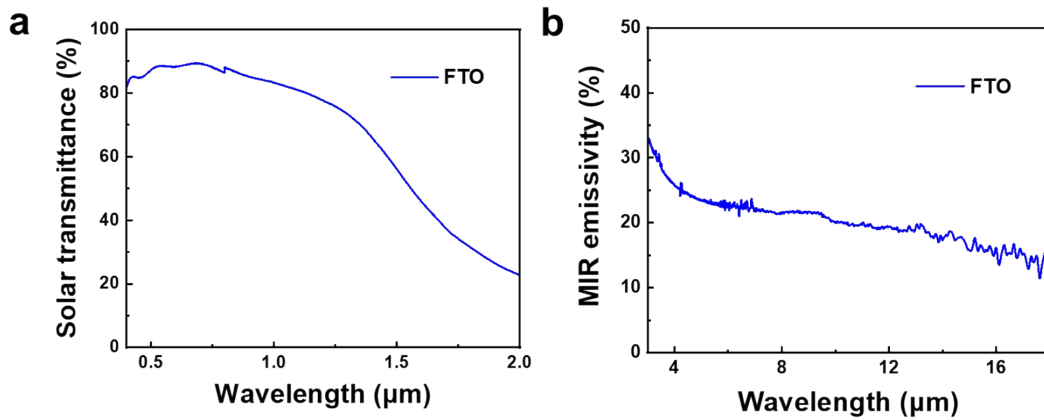 a
Solar transmittance (%)
100
80
60
40
20
0
0.5
1.0
1.5
2.0
Wavelength (μm)
FTO
b
MIR emissivity (%)
50
40
30
20
10
0
4
8
12
16
Wavelength (μm)
FTO